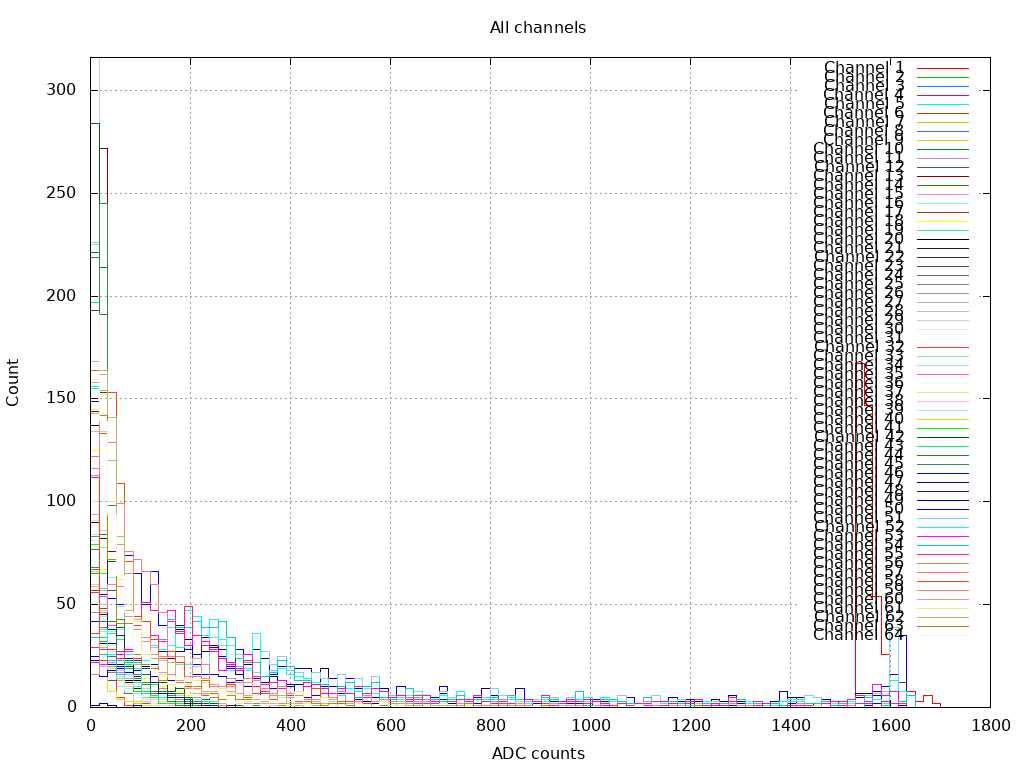 All channels
Count
300
250
200
150
100
50
0
0 200 400 600 800 1000 1200 1400 1600 1800
ADC counts
Channel 1
Channel 2
Channel 3
Channel 4
Channel 5
Channel 6
Channel 7
Channel 8
Channel 9
Channel 10
Channel 11
Channel 12
Channel 13
Channel 14
Channel 15
Channel 16
Channel 17
Channel 18
Channel 19
Channel 20
Channel 21
Channel 22
Channel 23
Channel 24
Channel 25
Channel 26
Channel 27
Channel 28
Channel 29
Channel 30
Channel 31
Channel 32
Channel 33
Channel 34
Channel 35
Channel 36
Channel 37
Channel 38
Channel 39
Channel 40
Channel 41
Channel 42
Channel 43
Channel 44
Channel 45
Channel 46
Channel 47
Channel 48
Channel 49
Channel 50
Channel 51
Channel 52
Channel 53
Channel 54
Channel 55
Channel 56
Channel 57
Channel 58
Channel 59
Channel 60
Channel 61
Channel 62
Channel 63
Channel 64